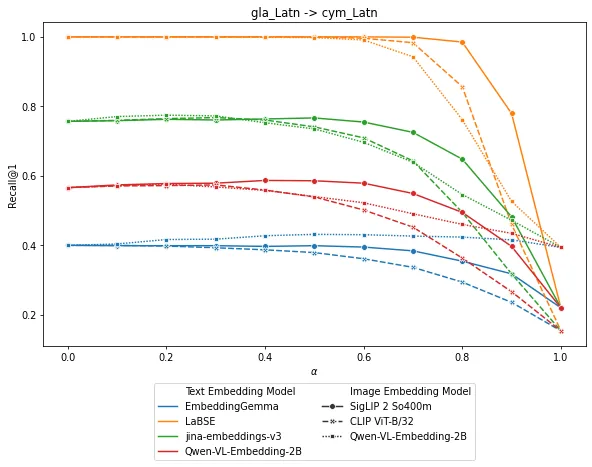 gla_Latn -> cym_Latn
Recall@1
1.0
0.8
0.6
0.4
0.2
0.0 0.2 0.4 0.6 0.8 1.0
α
Text Embedding Model
EmbeddingGemma
LaBSE
jina-embeddings-v3
Qwen-VL-Embedding-2B
Image Embedding Model
SigLIP 2 So400m
CLIP ViT-B/32
Qwen-VL-Embedding-2B